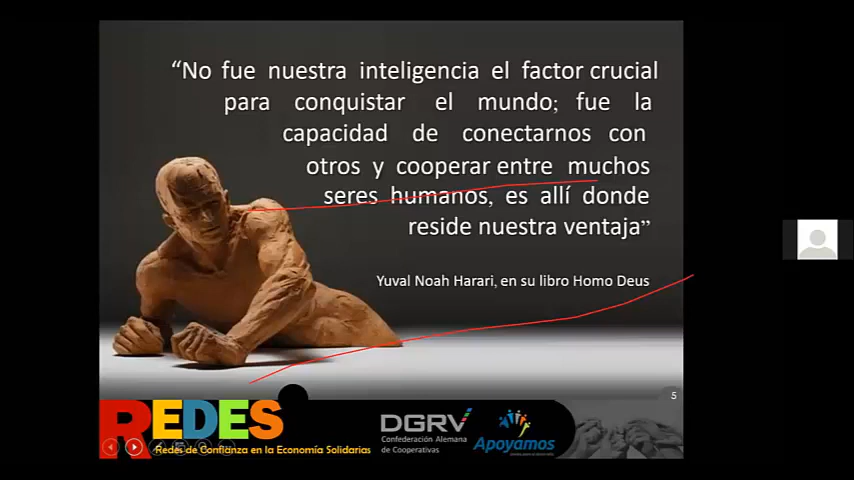 “No fue nuestra inteligencia el factor crucial
para conquistar el mundo; fue la
capacidad de conectarnos con
otros y cooperar entre muchos
seres humanos, es allí donde
reside nuestra ventaja”
Yuval Noah Harari, en su libro Homo Deus
5
REDES
Redes de Confianza en la Economía Solidarias
DGRV
Confederación Alemana
de Cooperativas
Apoyamos